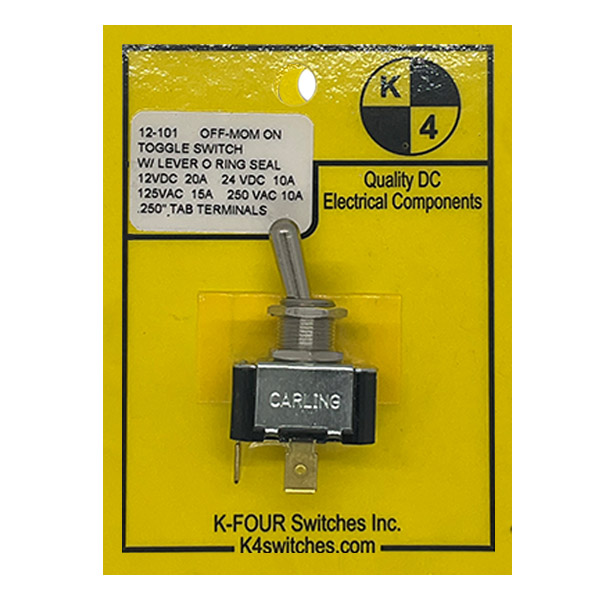 K
4
12-101 OFF-MOM ON
TOGGLE SWITCH
W/ LEVER O RING SEAL
12VDC 20A 24 VDC 10A
125VAC 15A 250 VAC 10A
.250" TAB TERMINALS
Quality DC
Electrical Components
CARLING
K-FOUR Switches Inc.
K4switches.com